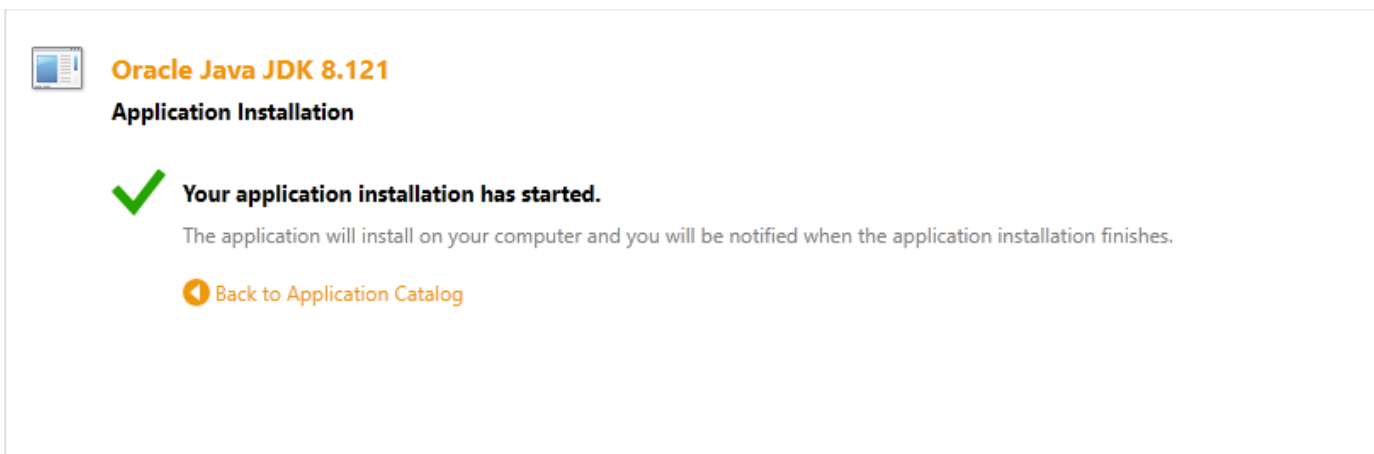 Oracle Java JDK 8.121
Application Installation
Your application installation has started.
The application will install on your computer and you will be notified when the application installation finishes.
Back to Application Catalog